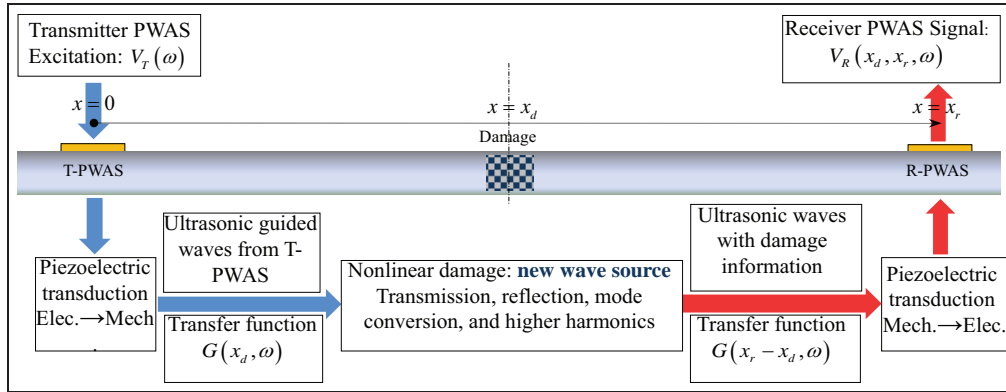 Transmitter PWAS
Excitation: V_T(ω)
Receiver PWAS Signal:
V_R(x_d, x_r, ω)
x = 0
x = x_d
x = x_r
Damage
T-PWAS
R-PWAS
Ultrasonic guided
waves from T-
PWAS
Ultrasonic waves
with damage
information
Piezoelectric
transduction
Elec.→Mech
.
Nonlinear damage: new wave source
Transmission, reflection, mode
conversion, and higher harmonics
Piezoelectric
transduction
Mech.→Elec.
Transfer function
G(x_d, ω)
Transfer function
G(x_r − x_d, ω)